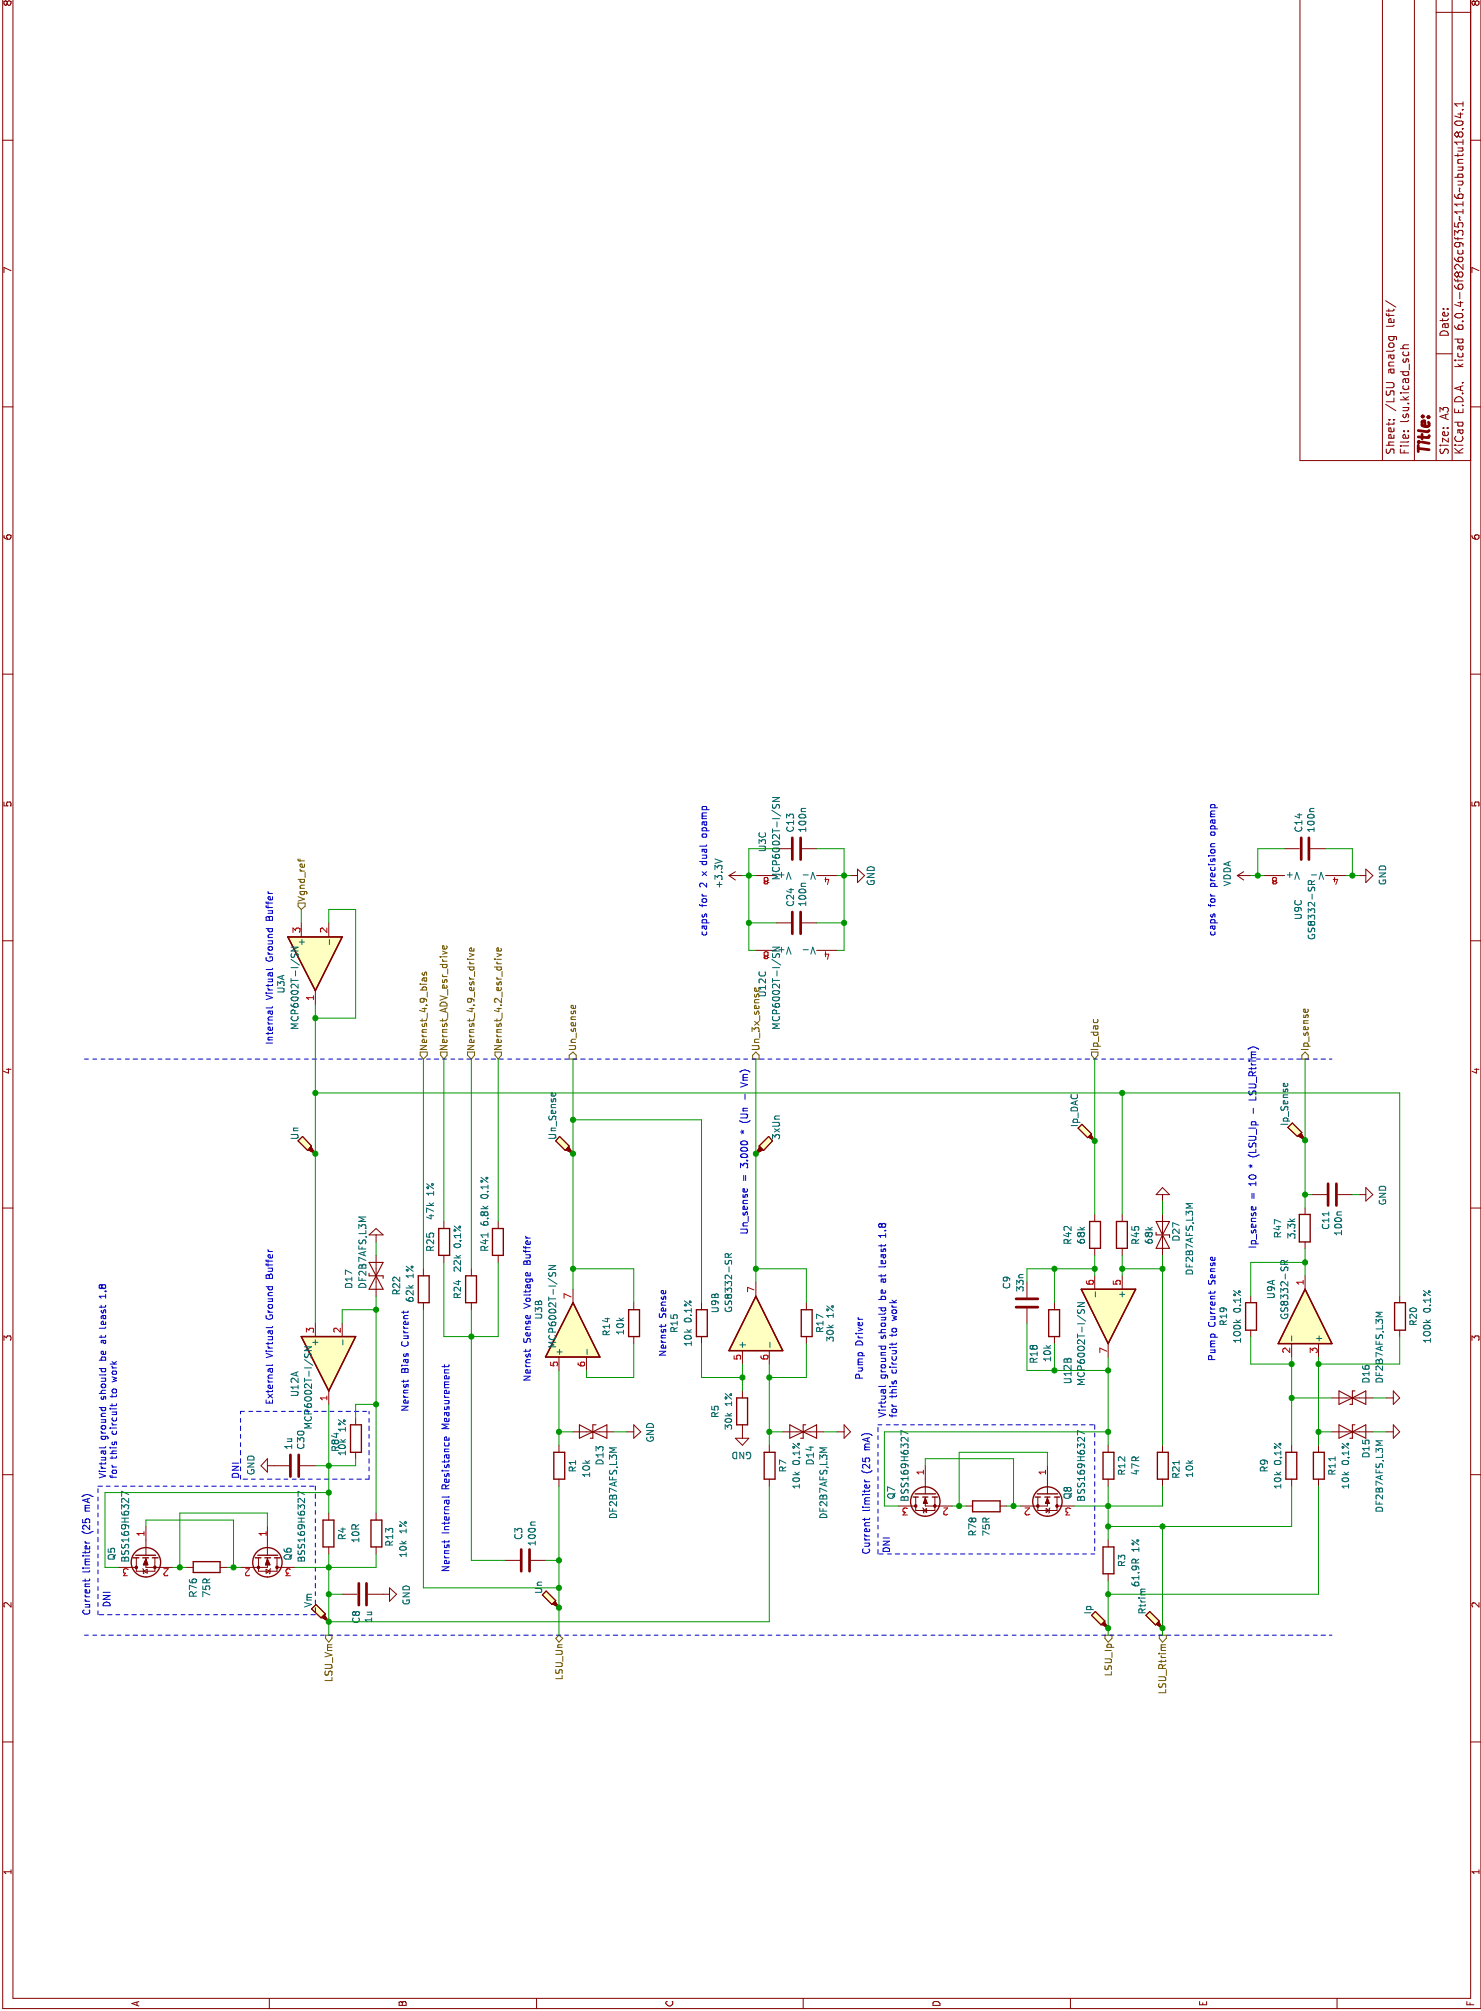 Current limiter (25 mA)
DNI
Virtual ground should be at least 1.8
for this circuit to work
Q5
BSS169H6327
R76
75R
Q6
BSS169H6327
R4
10R
R13
10k 1%
C8
1u
GND
Vm
LSU_Vm
DNI
GND
1u
C30
R84
10k 1%
External Virtual Ground Buffer
U12A
MCP6002T-I/SN
D17
DF2B7AFS,L3M
Un
Internal Virtual Ground Buffer
U3A
MCP6002T-I/SN
Vgnd_ref
Nernst Bias Current
R22
62k 1%
Nernst_4.9_bias
Nernst_ADV_esr_drive
Nernst_4.9_esr_drive
Nernst_4.2_esr_drive
R25
47k 1%
R24
22k 0.1%
R41
6.8k 0.1%
Nernst Internal Resistance Measurement
C3
100n
Un
LSU_Un
Nernst Sense Voltage Buffer
U3B
MCP6002T-I/SN
R1
10k
D13
DF2B7AFS,L3M
GND
R14
10k
Un_Sense
Un_sense
Nernst Sense
R15
10k 0.1%
U9B
GS8332-SR
R5
30k 1%
GND
R7
10k 0.1%
D14
DF2B7AFS,L3M
R17
30k 1%
Un_sense = 3.000 * (Un - Vm)
3xUn
Un_3x_sense
caps for 2 x dual opamp
+3.3V
U12C
MCP6002T-I/SN
C24
100n
U3C
MCP6002T-I/SN
C13
100n
GND
Pump Driver
Virtual ground should be at least 1.8
for this circuit to work
Current limiter (25 mA)
DNI
Q7
BSS169H6327
R78
75R
Q8
BSS169H6327
R12
47R
R21
10k
R3
61.9R 1%
Ip
Rtrim
LSU_Ip
LSU_Rtrim
C9
33n
R18
10k
U12B
MCP6002T-I/SN
R42
68k
R45
68k
D27
DF2B7AFS,L3M
Ip_DAC
Ip_dac
Pump Current Sense
Ip_sense = 10 * (LSU_Ip - LSU_Rtrim)
R19
100k 0.1%
U9A
GS8332-SR
R9
10k 0.1%
R11
10k 0.1%
D15
DF2B7AFS,L3M
D16
DF2B7AFS,L3M
R20
100k 0.1%
R47
3.3k
C11
100n
GND
Ip_Sense
Ip_sense
caps for precision opamp
VDDA
U9C
GS8332-SR
C14
100n
GND
Sheet: /LSU analog left/
File: lsu.kicad_sch
Title:
Size: A3
Date:
KiCad E.D.A.
kicad 6.0.4-6f826c9f35-116-ubuntu18.04.1